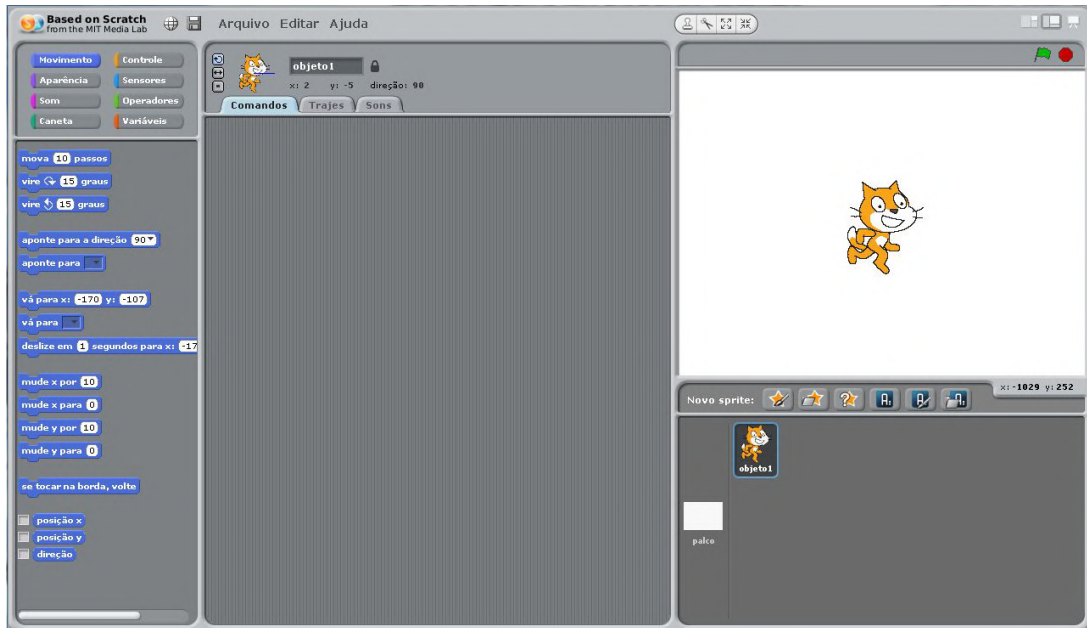 Based on Scratch
from the MIT Media Lab
Arquivo Editar Ajuda
Movimento Controle
Aparência Sensores
Som Operadores
Caneta Variáveis
objeto1
x: 2 y: -5 direção: 90
Comandos Trajes Sons
mova 10 passos
vire 15 graus
vire 15 graus
aponte para a direção 90
aponte para
vá para x: -170 y: -107
vá para
deslize em 1 segundos para x: -17
mude x por 10
mude x para 0
mude y por 10
mude y para 0
se tocar na borda, volte
posição x
posição y
direção
x: -1029 y: 252
Novo sprite:
objeto1
palco